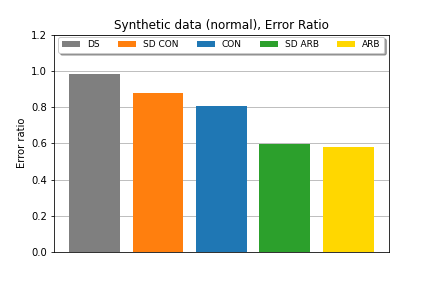 Synthetic data (normal), Error Ratio
DS SD CON CON SD ARB ARB
1.2
1.0
0.8
0.6
0.4
0.2
0.0
Error ratio